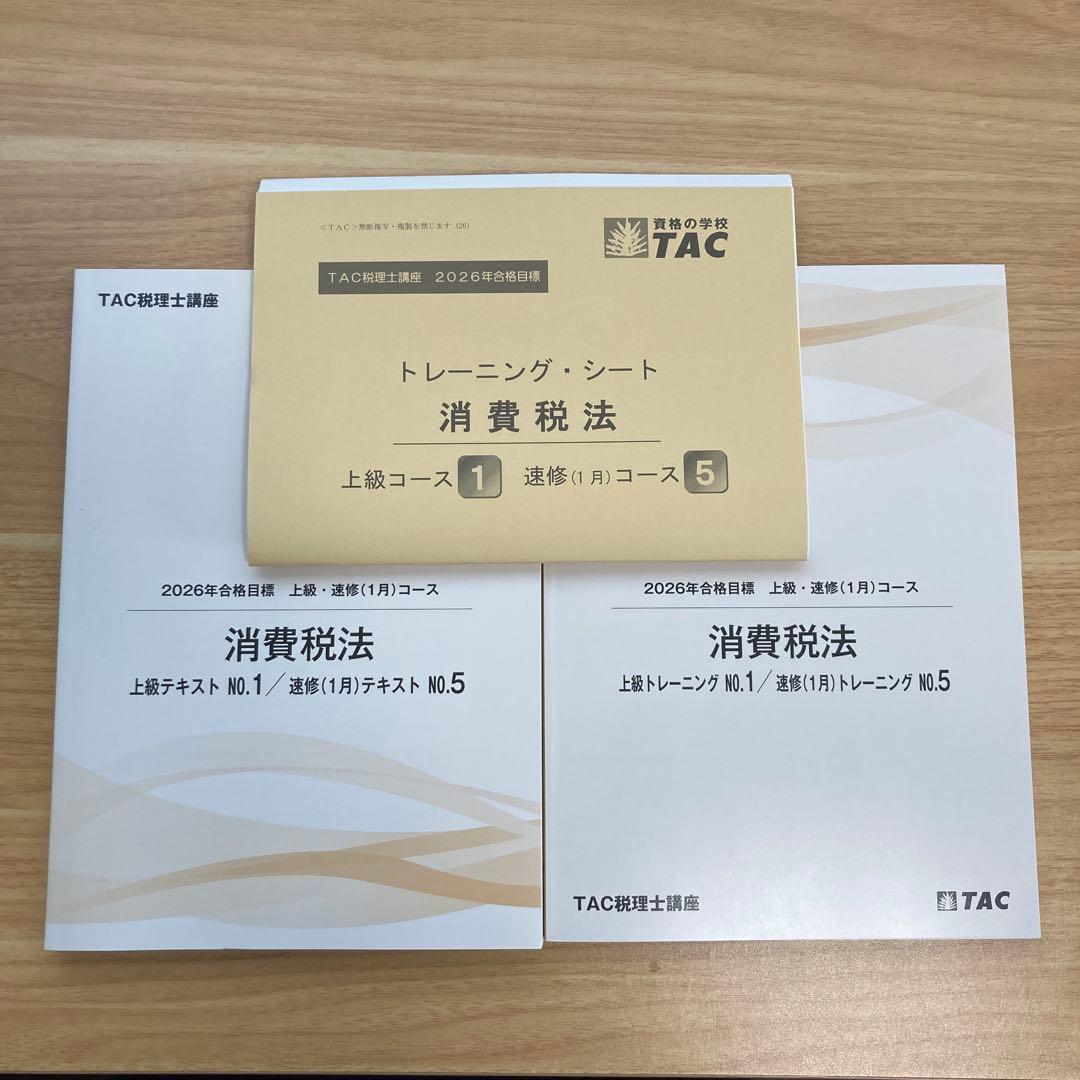 <TAC>無断複写・複製を禁じます (26)
資格の学校
TAC
TAC税理士講座 2026年合格目標
トレーニング・シート
消費税法
上級コース 1 速修(1月)コース 5
TAC税理士講座
2026年合格目標 上級・速修(1月)コース
消費税法
上級テキスト NO.1/速修(1月)テキスト NO.5
2026年合格目標 上級・速修(1月)コース
消費税法
上級トレーニング NO.1/速修(1月)トレーニング NO.5
TAC税理士講座
TAC